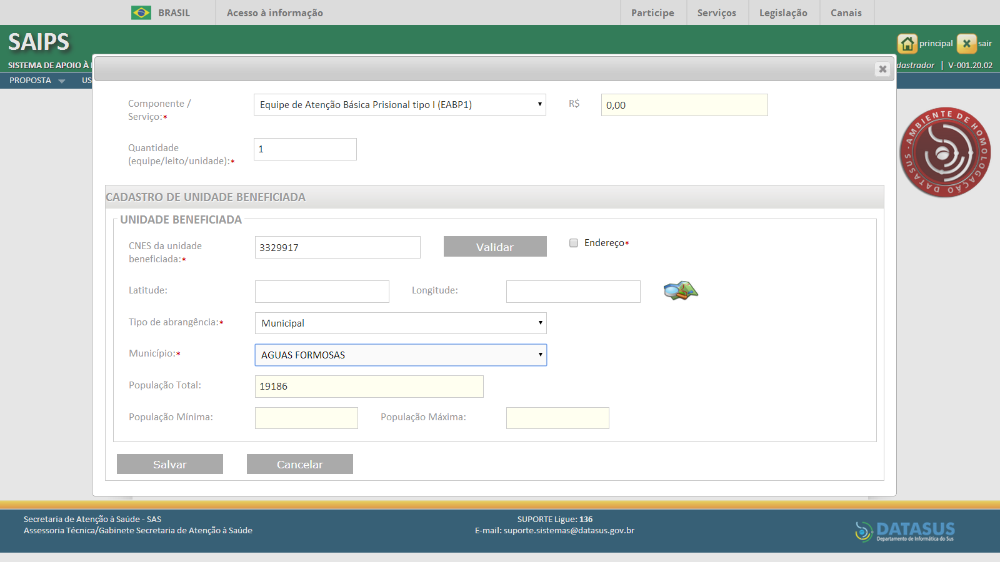 BRASIL
Acesso à informação
Participe
Serviços
Legislação
Canais
SAIPS
principal
sair
SISTEMA DE APOIO À
dastrador | V-001.20.02
PROPOSTA
US
AMBIENTE DE HOMOLOGAÇÃO DATASUS -
Componente /
Serviço:*
Equipe de Atenção Básica Prisional tipo I (EABP1)
R$
0,00
Quantidade
(equipe/leito/unidade):*
1
CADASTRO DE UNIDADE BENEFICIADA
UNIDADE BENEFICIADA
CNES da unidade
beneficiada:*
3329917
Validar
Endereço*
Latitude:
Longitude:
Tipo de abrangência:*
Municipal
Município:*
AGUAS FORMOSAS
População Total:
19186
População Mínima:
População Máxima:
Salvar
Cancelar
Secretaria de Atenção à Saúde - SAS
Assessoria Técnica/Gabinete Secretaria de Atenção à Saúde
SUPORTE Ligue: 136
E-mail: suporte.sistemas@datasus.gov.br
DATASUS
Departamento de Informática do Sus